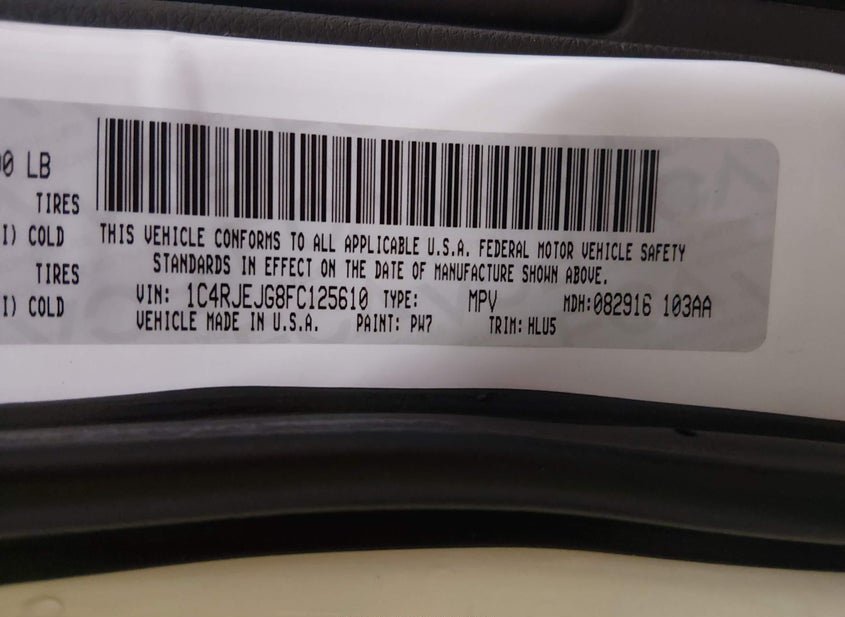 0 LB
TIRES
I) COLD
TIRES
I) COLD
THIS VEHICLE CONFORMS TO ALL APPLICABLE U.S.A. FEDERAL MOTOR VEHICLE SAFETY
STANDARDS IN EFFECT ON THE DATE OF MANUFACTURE SHOWN ABOVE.
VIN: 1C4RJEJG8FC125610 TYPE: MPV MDH:082916 103AA
VEHICLE MADE IN U.S.A. PAINT: PW7 TRIM: HLU5